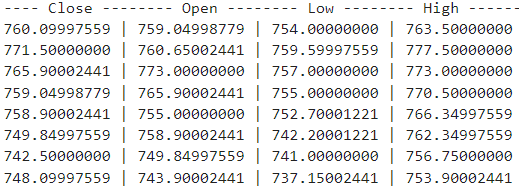 ---- Close -------- Open -------- Low -------- High ------
760.09997559 | 759.04998779 | 754.00000000 | 763.50000000
771.50000000 | 760.65002441 | 759.59997559 | 777.50000000
765.90002441 | 773.00000000 | 757.00000000 | 773.00000000
759.04998779 | 765.90002441 | 755.00000000 | 770.50000000
758.90002441 | 755.00000000 | 752.70001221 | 766.34997559
749.84997559 | 758.90002441 | 742.20001221 | 762.34997559
742.50000000 | 749.84997559 | 741.00000000 | 756.75000000
748.09997559 | 743.90002441 | 737.15002441 | 753.90002441